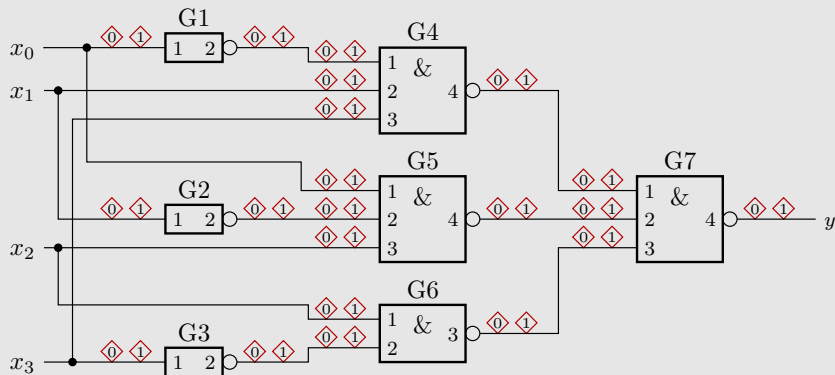 G1
x0 0 1 1 2 0 1 0 1 G4
1 &
x1 0 1 2 4 0 1
0 1 3
0 1 G5 0 1 G7
G2 1 & 1 &
0 1 1 2 0 1 0 1 2 4 0 1 0 1 2 4 0 1 y
x2 0 1 3 0 1 3
0 1 G6
1 & 3 0 1
G3 0 1 2
x3 0 1 1 2 0 1